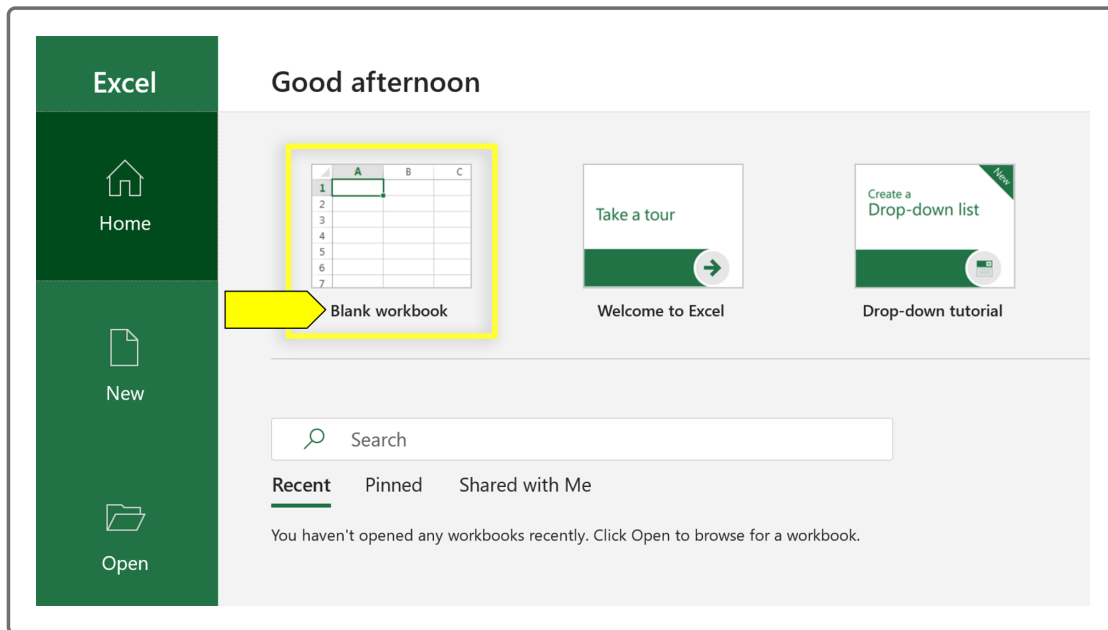 Excel
Good afternoon
Home
New
Open
A B C
1
2
3
4
5
6
7
Blank workbook
Take a tour
Welcome to Excel
New
Create a
Drop-down list
Drop-down tutorial
Search
Recent Pinned Shared with Me
You haven't opened any workbooks recently. Click Open to browse for a workbook.